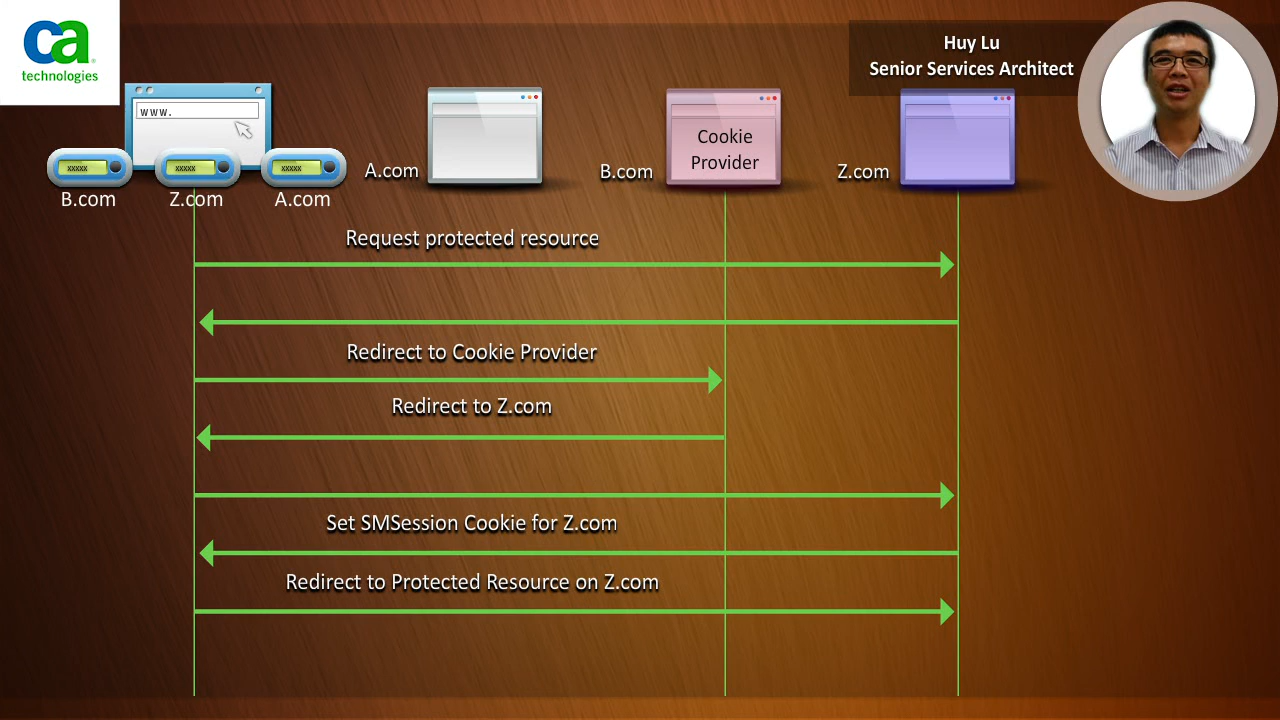 ca
technologies
Huy Lu
Senior Services Architect
www.
xxxxx
xxxxx
xxxxx
B.com
Z.com
A.com
A.com
B.com
Cookie
Provider
Z.com
Request protected resource
Redirect to Cookie Provider
Redirect to Z.com
Set SMSession Cookie for Z.com
Redirect to Protected Resource on Z.com